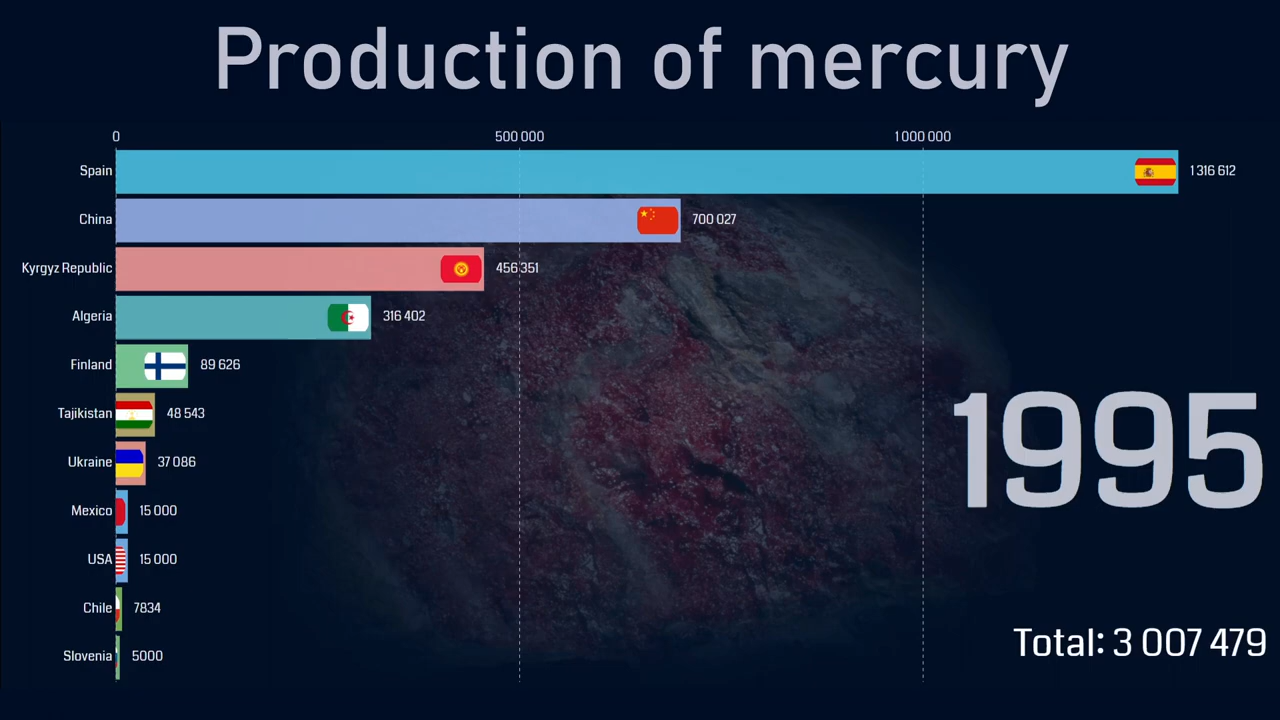 Production of mercury
0 500 000 1 000 000
Spain 1 316 612
China 700 027
Kyrgyz Republic 456 351
Algeria 316 402
Finland 89 626
Tajikistan 48 543
Ukraine 37 086
Mexico 15 000
USA 15 000
Chile 7834
Slovenia 5000
1995
Total: 3 007 479